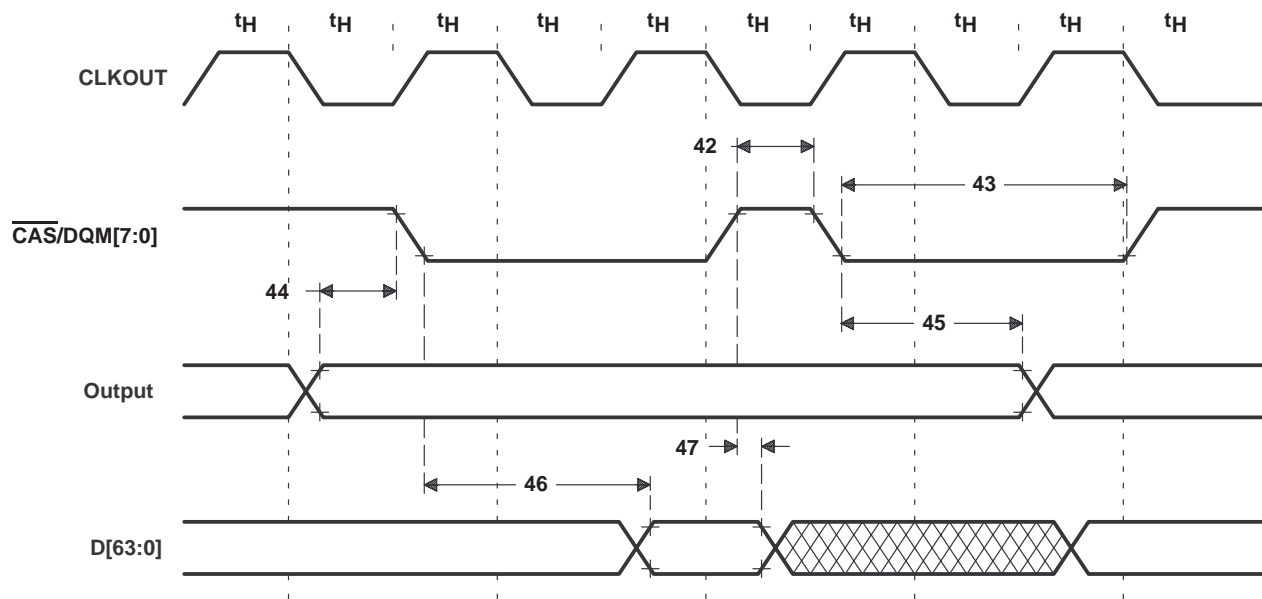 tH tH tH tH tH tH tH tH tH tH
CLKOUT
42
43
CAS/DQM[7:0]
44
45
Output
47
46
D[63:0]